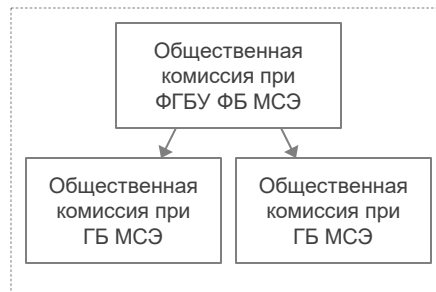 Общественная
комиссия при
ФГБУ ФБ МСЭ
Общественная
комиссия при
ГБ МСЭ
Общественная
комиссия при
ГБ МСЭ